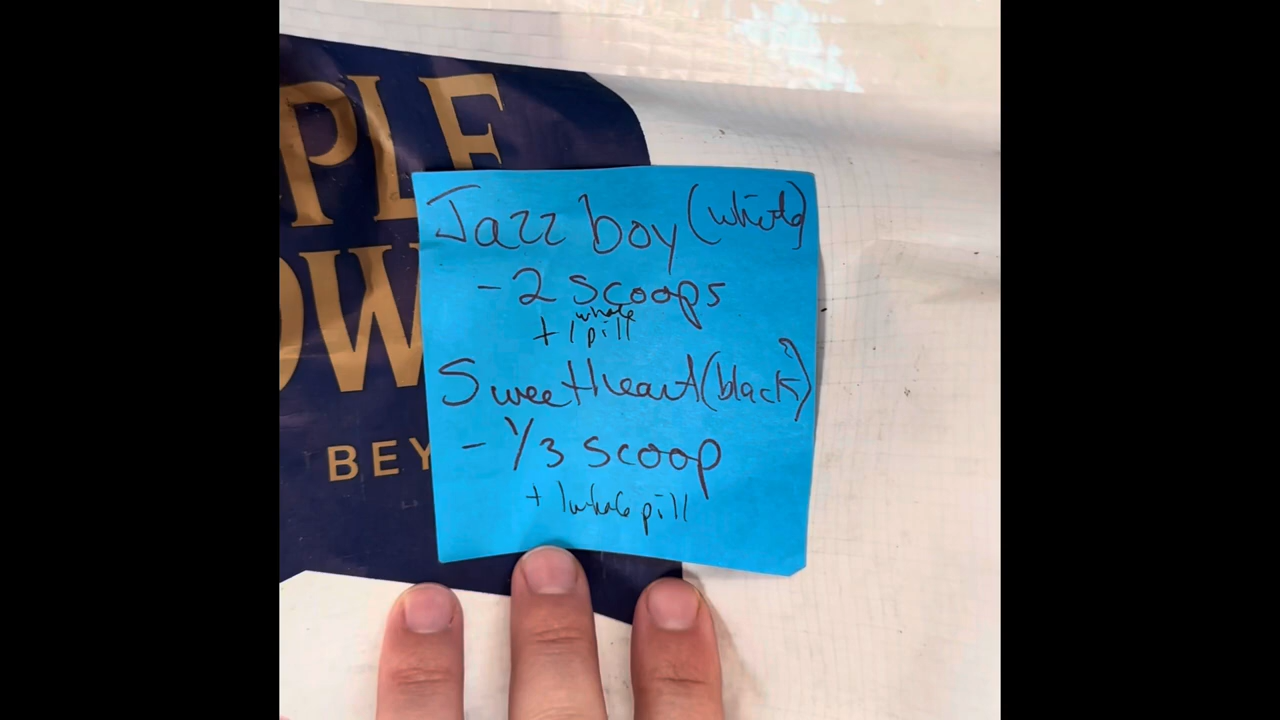 PLE
OW
BEY
Jazz boy (white)
- 2 scoops
whole
+ 1 pill
Sweetheart (black)
- 1/3 scoop
+ 1 whole pill